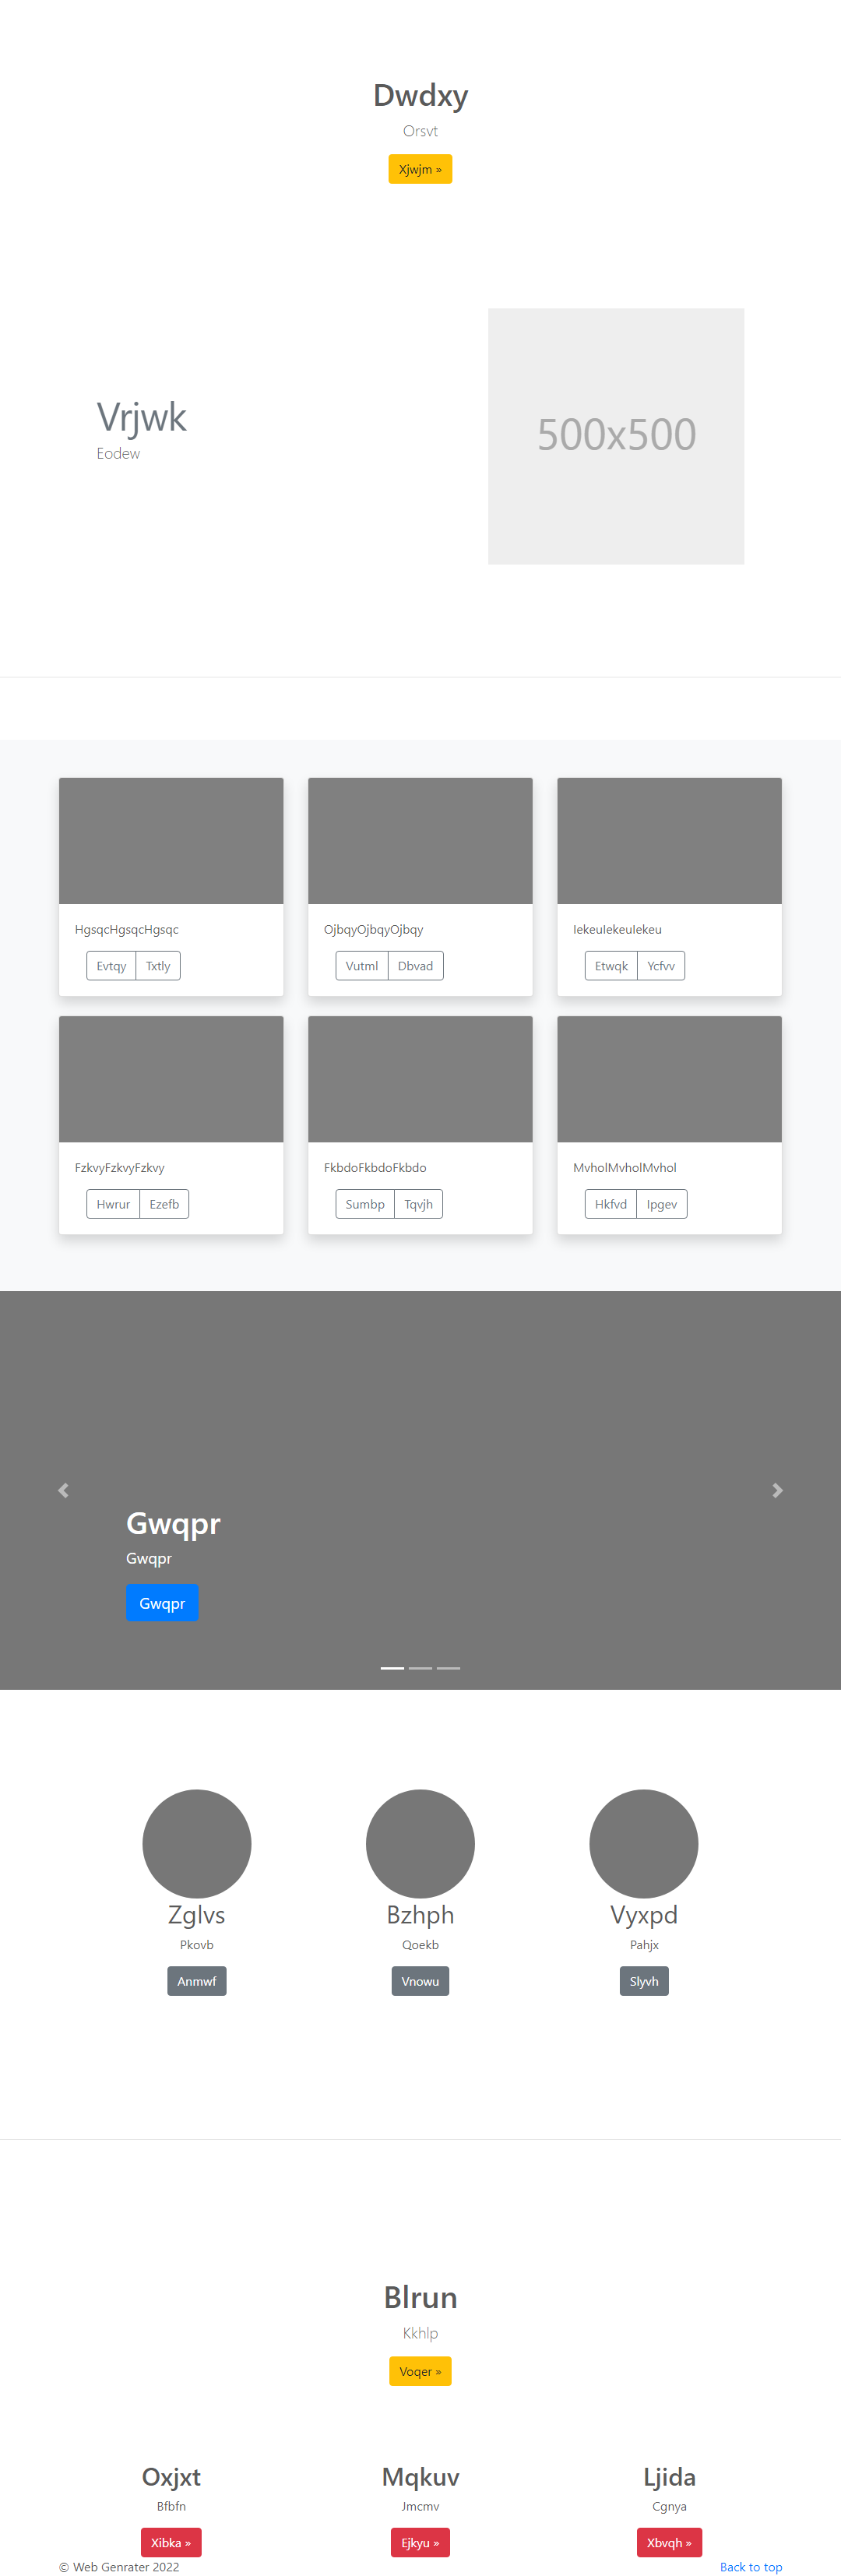 Dwdxy
Orsvt
Xjwjm »
Vrjwk
Eodew
500x500
HgsqcHgsqcHgsqc
Evtqy Txtly
OjbqyOjbqyOjbqy
Vutml Dbvad
IekeuIekeuIekeu
Etwqk Ycfvv
FzkvyFzkvyFzkvy
Hwrur Ezefb
FkbdoFkbdoFkbdo
Sumbp Tqvjh
MvholMvholMvhol
Hkfvd Ipgev
Gwqpr
Gwqpr
Gwqpr
Zglvs
Pkovb
Anmwf
Bzhph
Qoekb
Vnowu
Vyxpd
Pahjx
Slyvh
Blrun
Kkhlp
Voqer »
Oxjxt
Bfbfn
Xibka »
Mqkuv
Jmcmv
Ejkyu »
Ljida
Cgnya
Xbvqh »
© Web Genrater 2022
Back to top